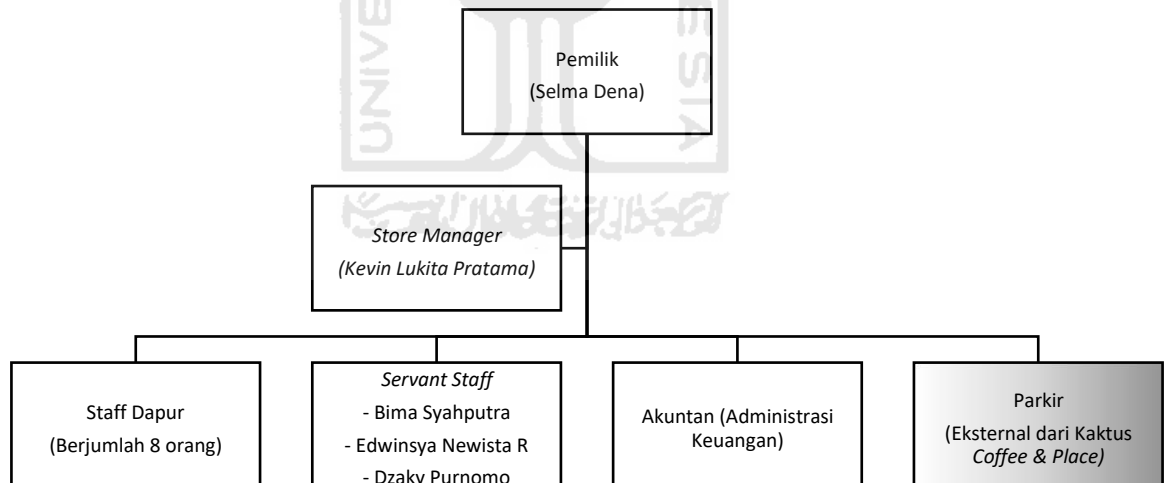 Pemilik
(Selma Dena)
Store Manager
(Kevin Lukita Pratama)
Staff Dapur
(Berjumlah 8 orang)
Servant Staff
- Bima Syahputra
- Edwinsya Newista R
- Dzaky Purnomo
Akuntan (Administrasi
Keuangan)
Parkir
(Eksternal dari Kaktus
Coffee & Place)